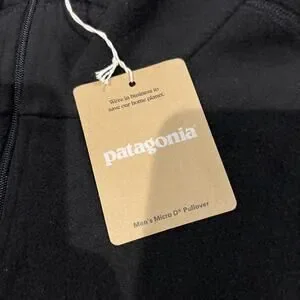 We're in business to
save our home planet.
patagonia®
Men's Micro D® Pullover